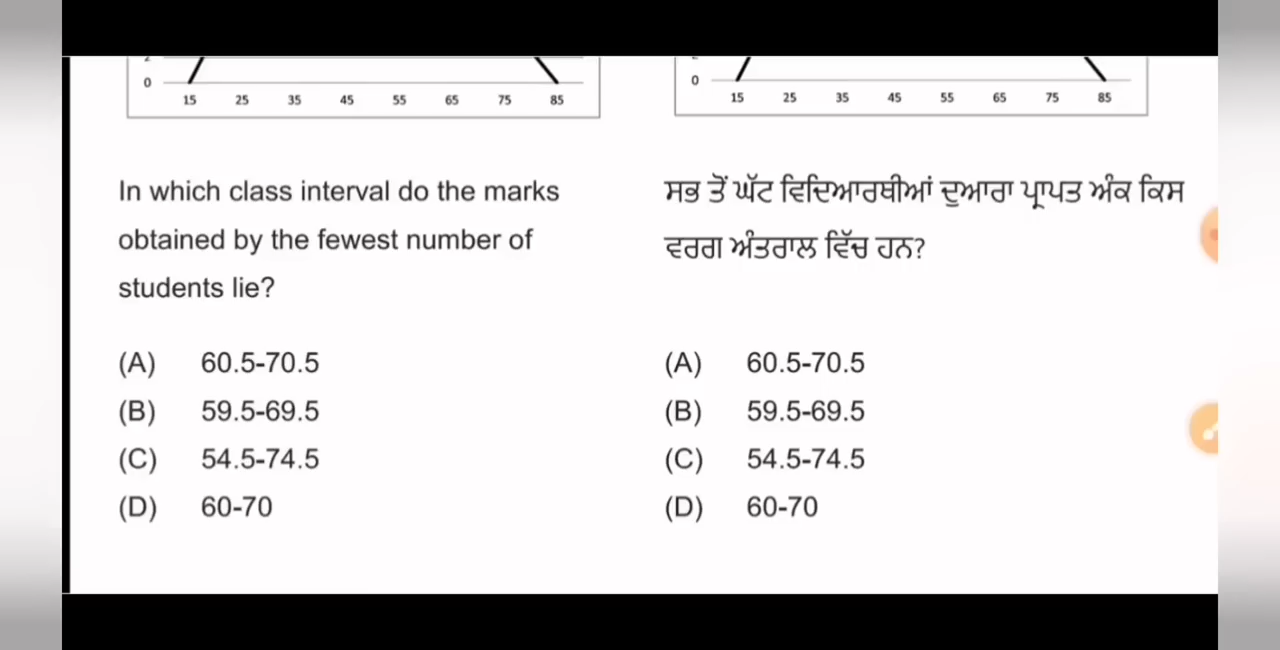 0
15 25 35 45 55 65 75 85
In which class interval do the marks
obtained by the fewest number of
students lie?
(A) 60.5-70.5
(B) 59.5-69.5
(C) 54.5-74.5
(D) 60-70
0
15 25 35 45 55 65 75 85
ਸਭ ਤੋਂ ਘੱਟ ਵਿਦਿਆਰਥੀਆਂ ਦੁਆਰਾ ਪ੍ਰਾਪਤ ਅੰਕ ਕਿਸ
ਵਰਗ ਅੰਤਰਾਲ ਵਿੱਚ ਹਨ?
(A) 60.5-70.5
(B) 59.5-69.5
(C) 54.5-74.5
(D) 60-70